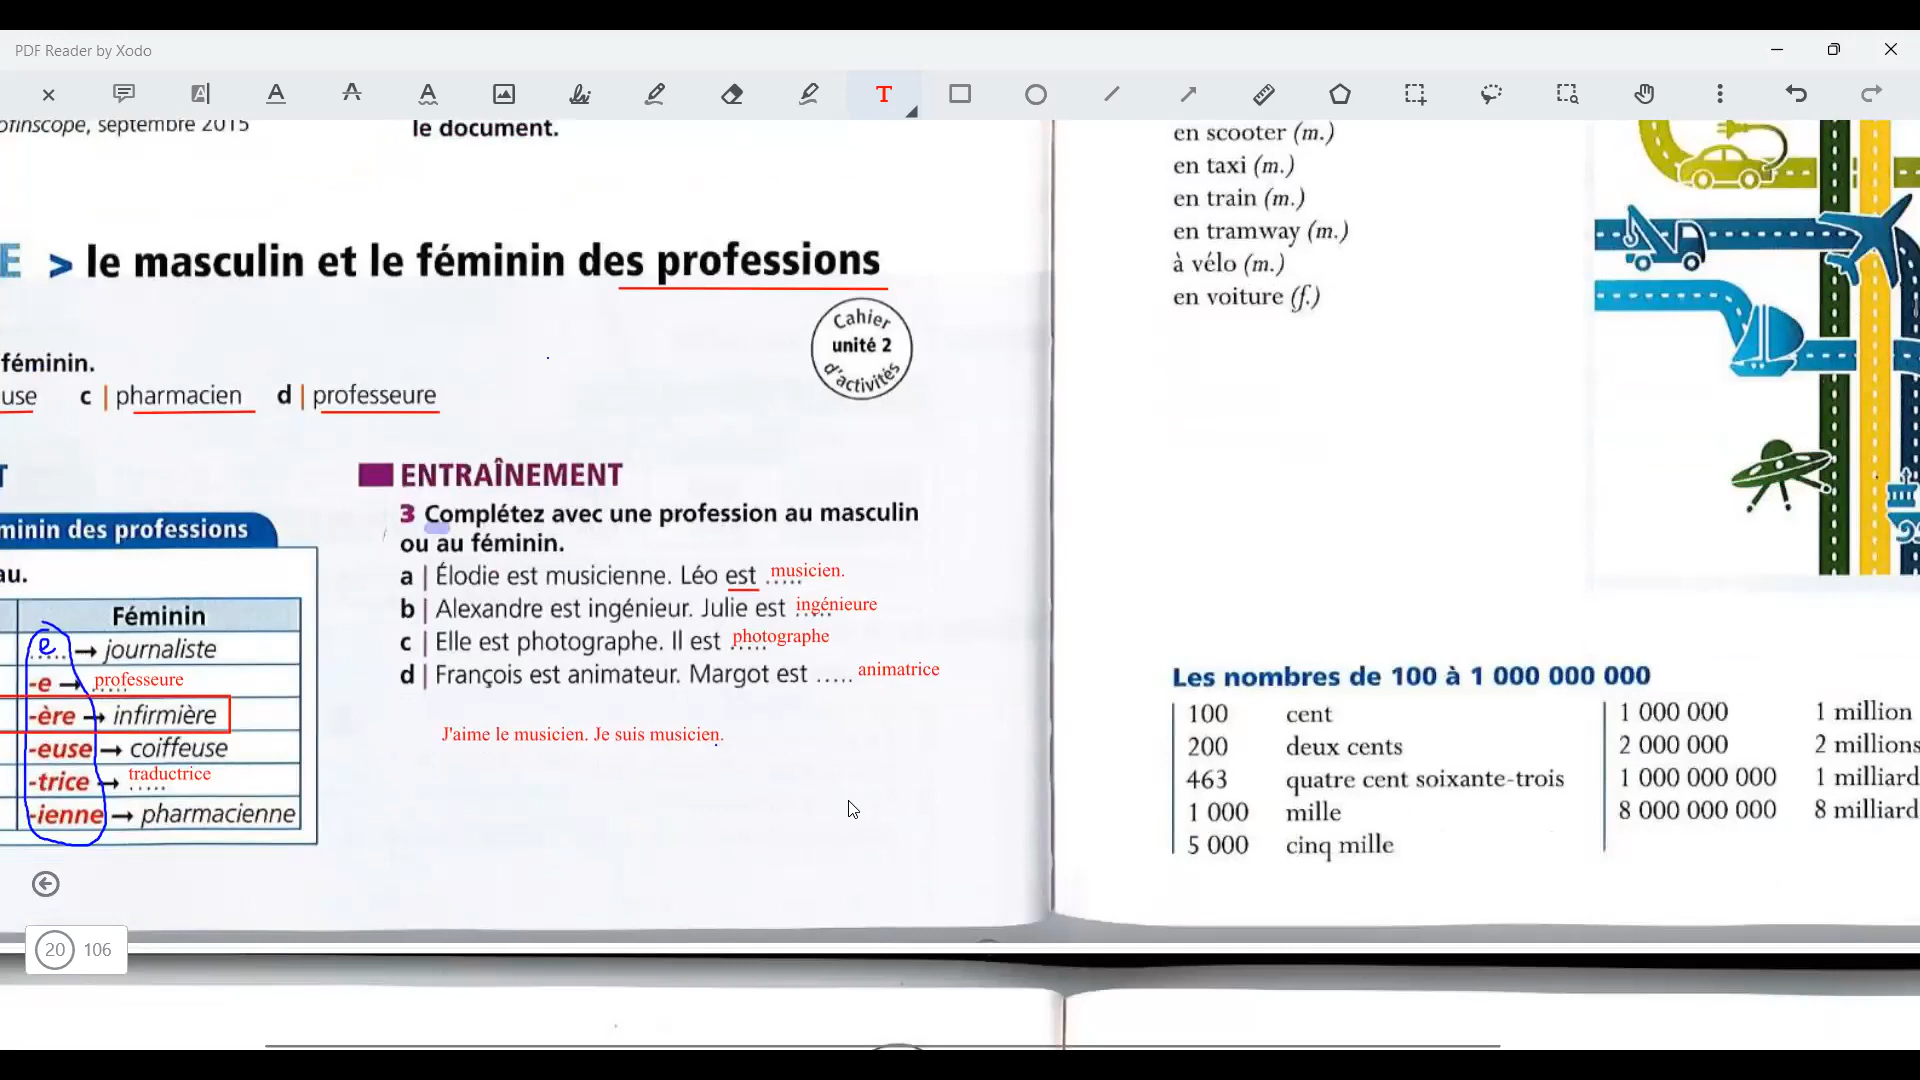 PDF Reader by Xodo
T
ofinscope, septembre 2015
le document.
E > le masculin et le féminin des professions
Cahier
unité 2
d'activités
féminin.
use c | pharmacien d | professeure
T
ENTRAÎNEMENT
3 Complétez avec une profession au masculin
ou au féminin.
a | Élodie est musicienne. Léo est ..... musicien.
b | Alexandre est ingénieur. Julie est ..... ingénieure
c | Elle est photographe. Il est ..... photographe
d | François est animateur. Margot est ..... animatrice
J'aime le musicien. Je suis musicien.
minin des professions
au.
Féminin
e ..... → journaliste
-e → ..... professeure
-ère → infirmière
-euse → coiffeuse
-trice → ..... traductrice
-ienne → pharmacienne
20 106
en scooter (m.)
en taxi (m.)
en train (m.)
en tramway (m.)
à vélo (m.)
en voiture (f.)
Les nombres de 100 à 1 000 000 000
100 cent
200 deux cents
463 quatre cent soixante-trois
1 000 mille
5 000 cinq mille
1 000 000 1 million
2 000 000 2 millions
1 000 000 000 1 milliard
8 000 000 000 8 milliard